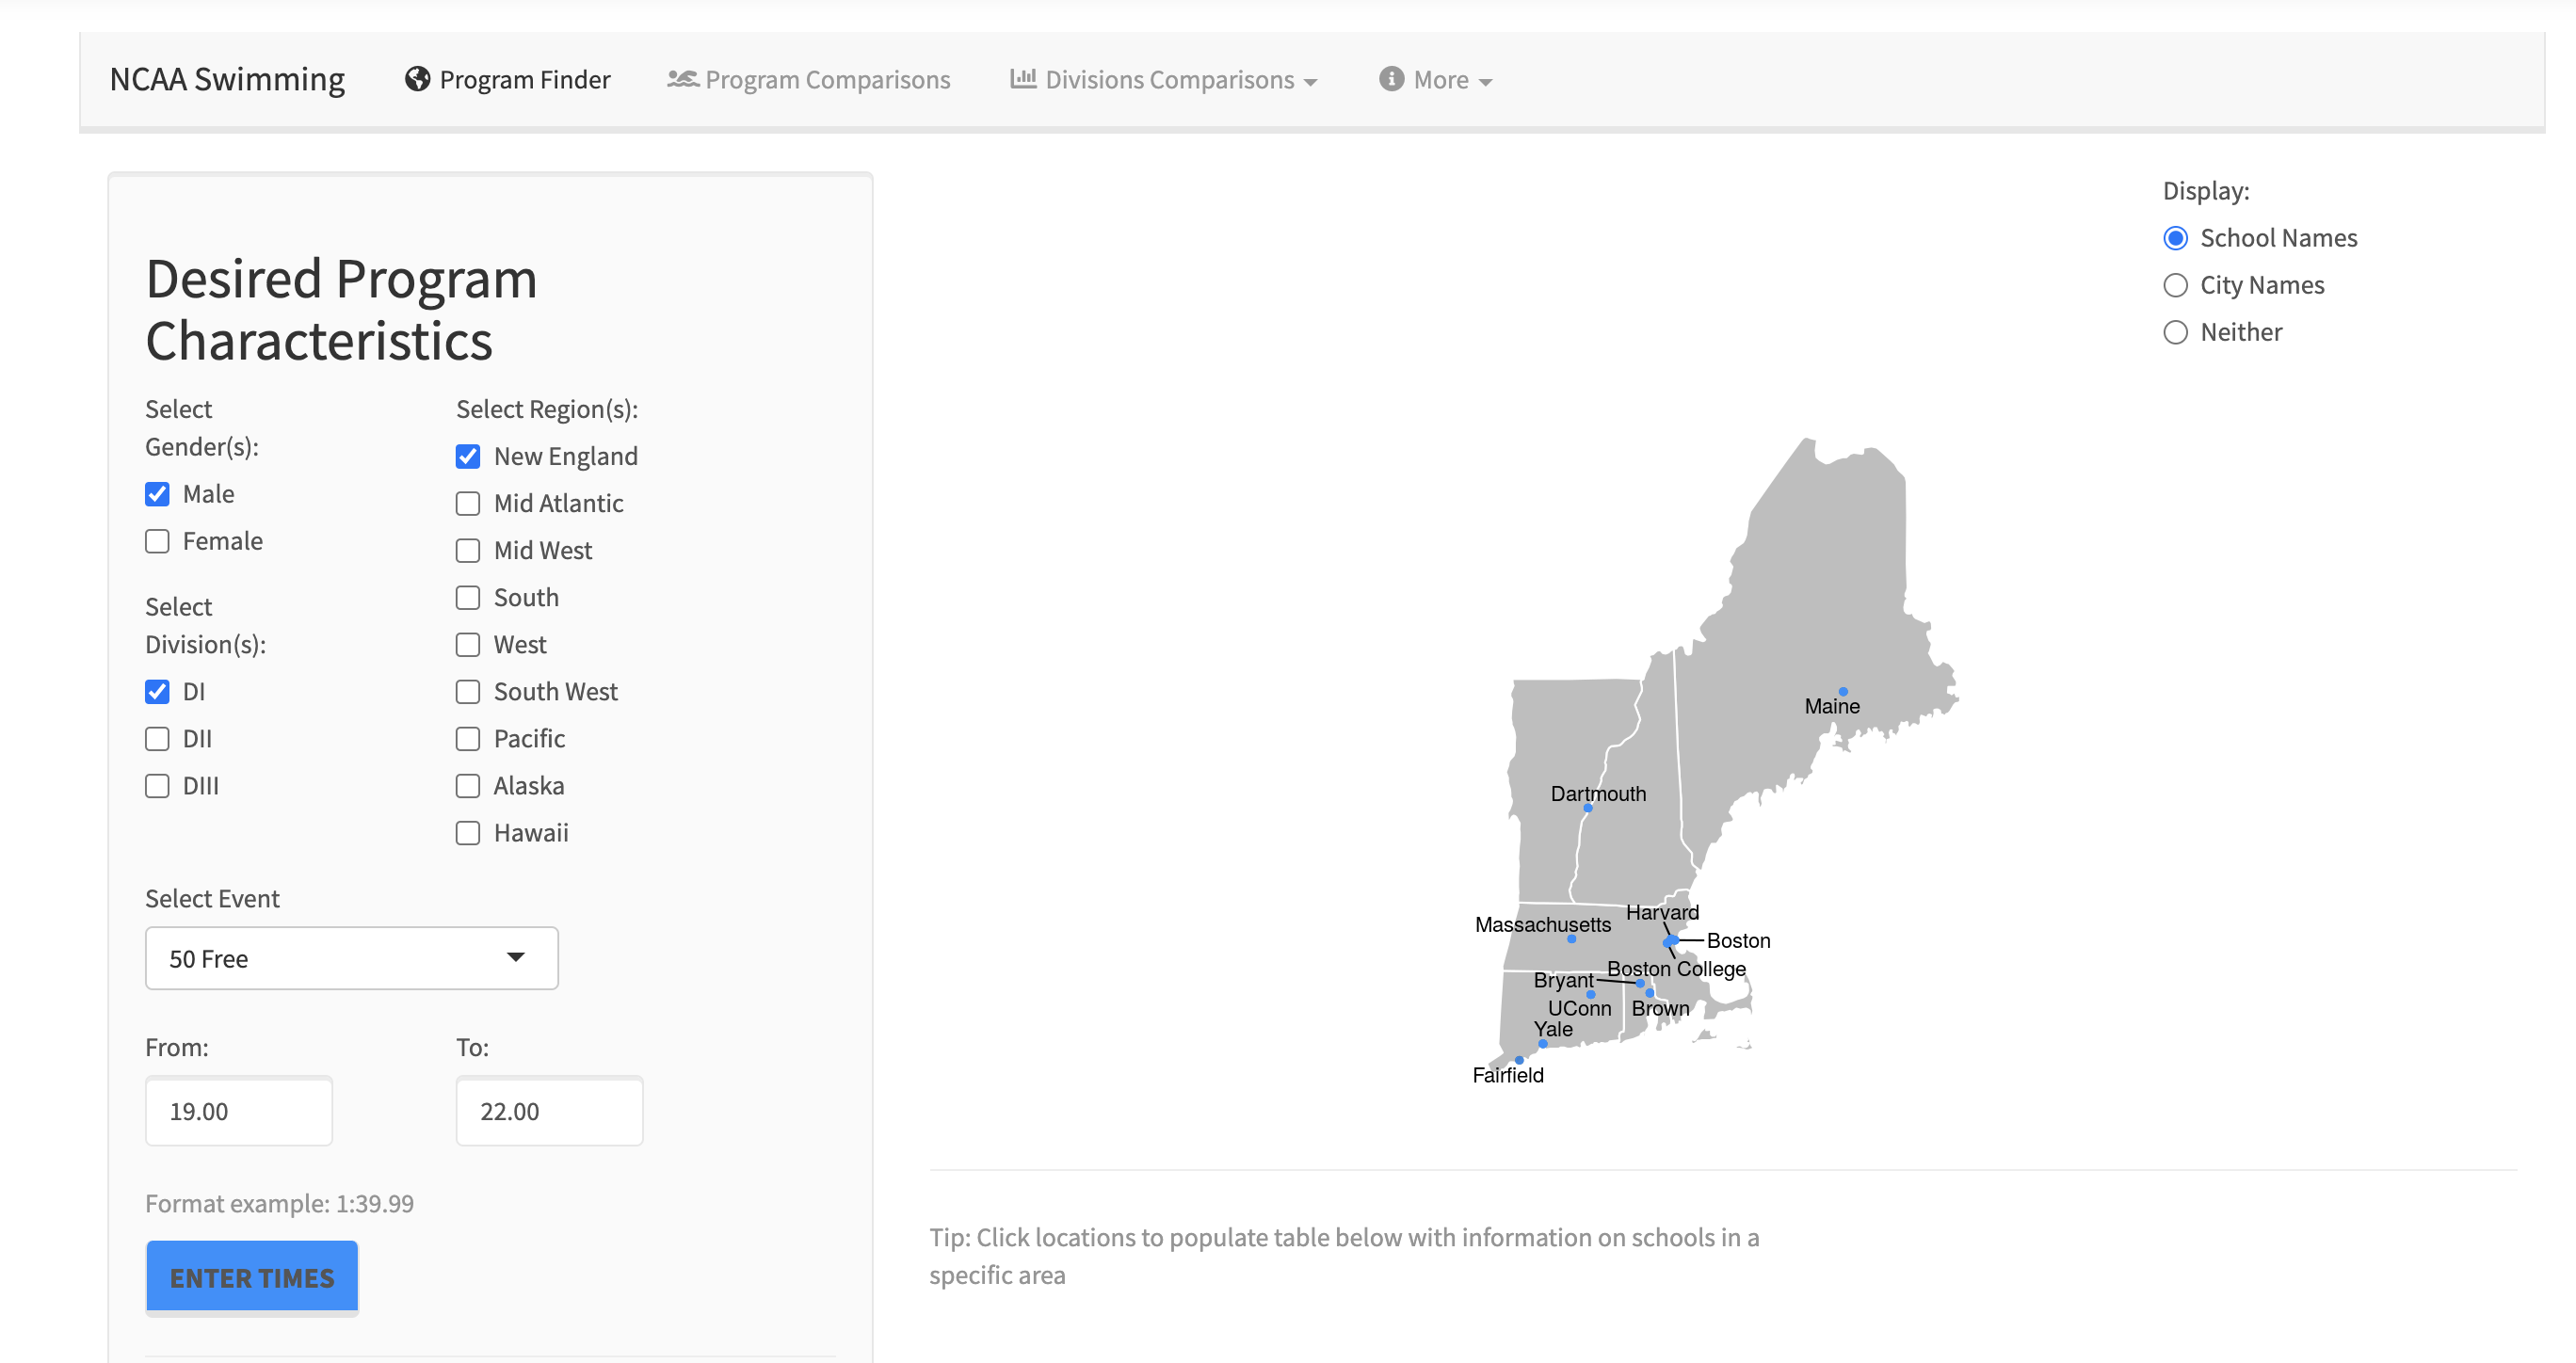 NCAA Swimming
Program Finder
Program Comparisons
Divisions Comparisons
More
Desired Program
Characteristics
Select
Gender(s):
Male
Female
Select
Division(s):
DI
DII
DIII
Select Region(s):
New England
Mid Atlantic
Mid West
South
West
South West
Pacific
Alaska
Hawaii
Select Event
50 Free
From:
To:
19.00
22.00
Format example: 1:39.99
ENTER TIMES
Display:
School Names
City Names
Neither
Maine
Dartmouth
Harvard
Massachusetts
Boston
Boston College
Bryant
UConn
Brown
Yale
Fairfield
Tip: Click locations to populate table below with information on schools in a
specific area